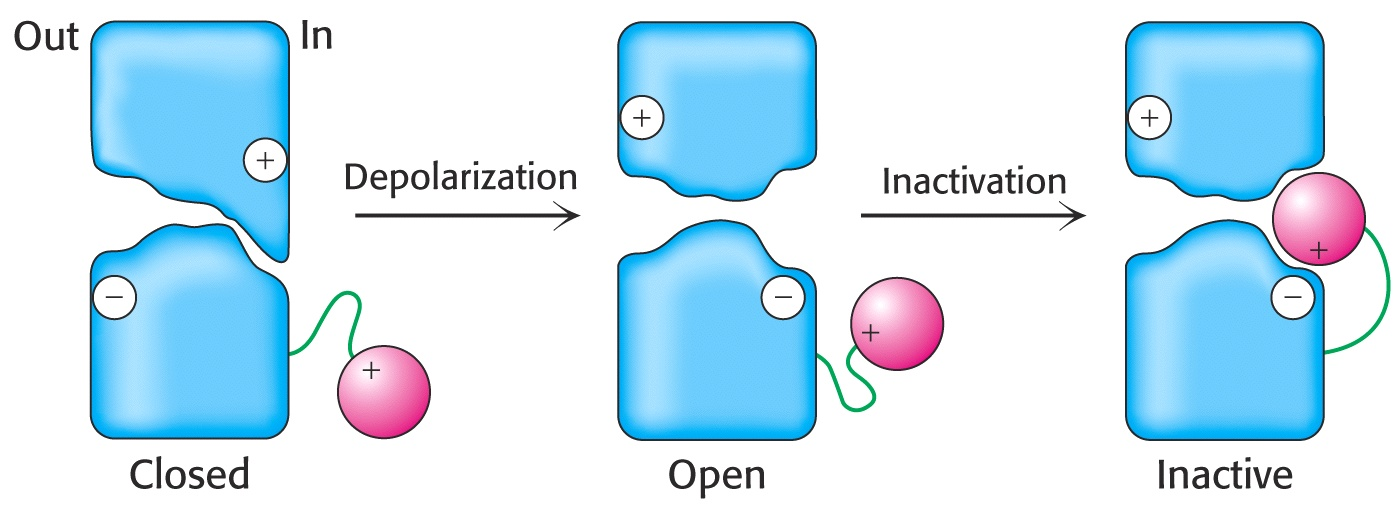 Out
In
+
−
+
Depolarization
+
−
+
Inactivation
+
+
−
Closed
Open
Inactive